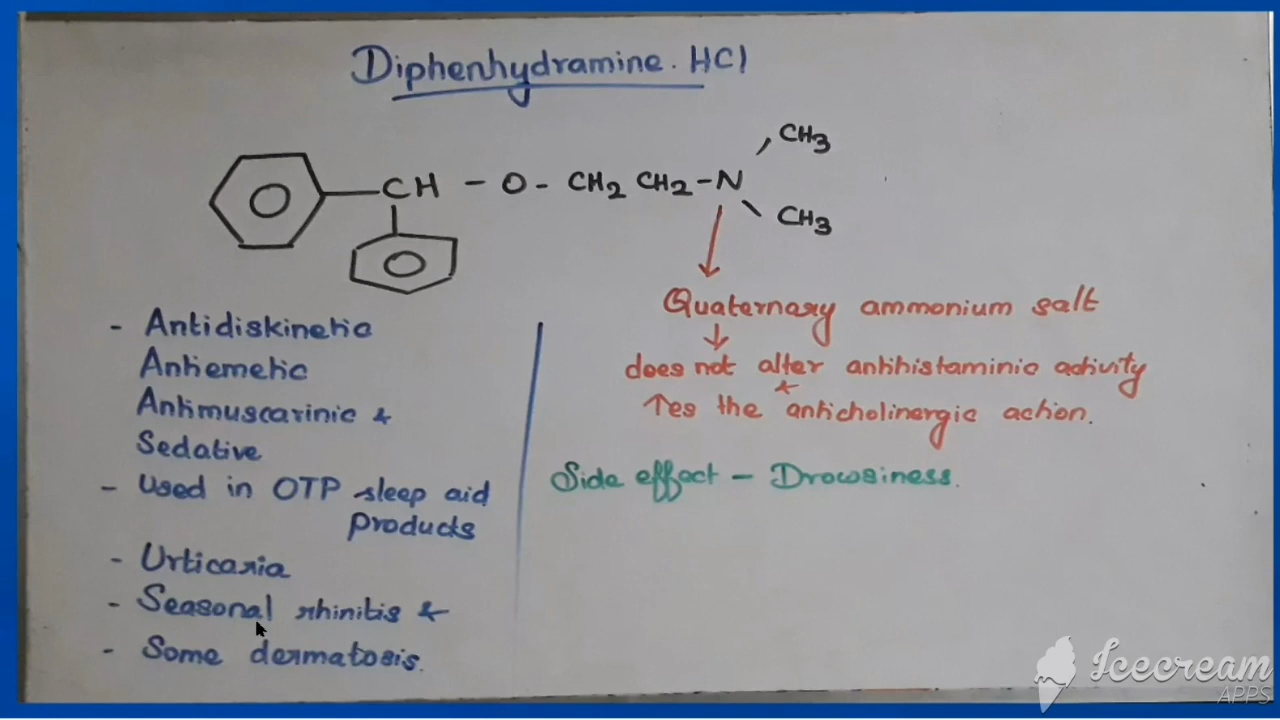 Diphenhydramine. HCl
CH - O - CH2 CH2 - N
CH3
CH3
Quaternary ammonium salt
does not alter antihistaminic activity
&
↑es the anticholinergic action.
Side effect - Drowsiness.
- Antidiskinetic
Antiemetic
Antimuscarinic &
Sedative
- Used in OTP sleep aid
products
- Urticaria
- Seasonal rhinitis &
- Some dermatosis.
Icecream
APPS